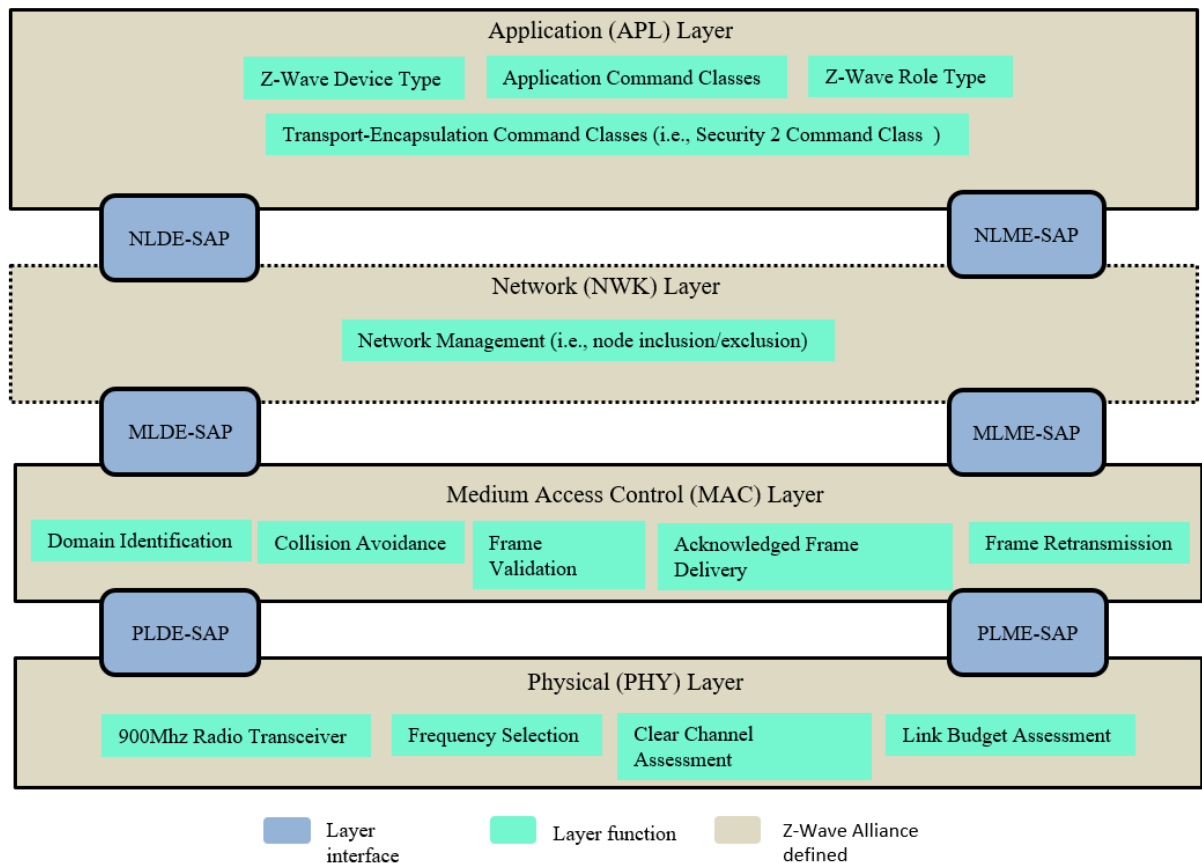 Application (APL) Layer
Z-Wave Device Type
Application Command Classes
Z-Wave Role Type
Transport-Encapsulation Command Classes (i.e., Security 2 Command Class  )
NLDE-SAP
NLME-SAP
Network (NWK) Layer
Network Management (i.e., node inclusion/exclusion)
MLDE-SAP
MLME-SAP
Medium Access Control (MAC) Layer
Domain Identification
Collision Avoidance
Frame
Validation
Acknowledged Frame
Delivery
Frame Retransmission
PLDE-SAP
PLME-SAP
Physical (PHY) Layer
900Mhz Radio Transceiver
Frequency Selection
Clear Channel
Assessment
Link Budget Assessment
Layer
interface
Layer function
Z-Wave Alliance
defined